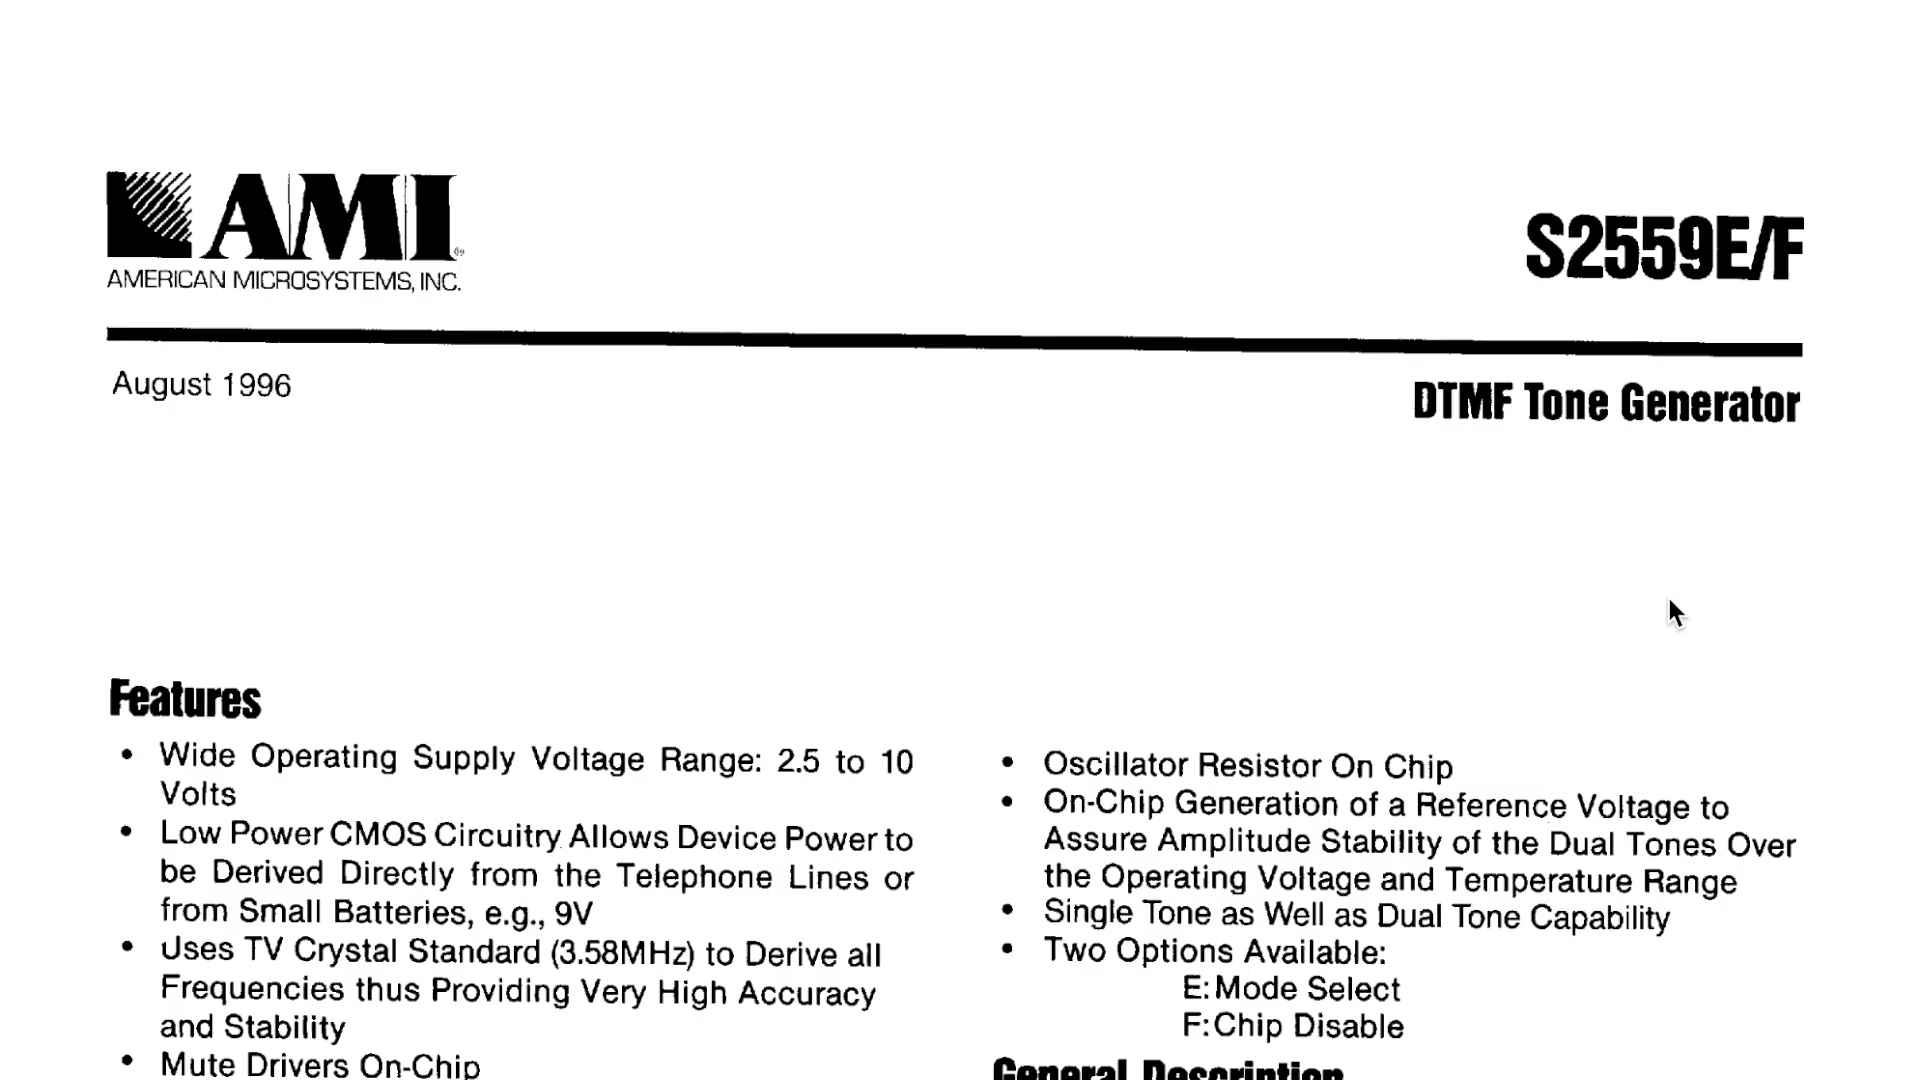 AMI®
AMERICAN MICROSYSTEMS, INC.
S2559E/F
August 1996
DTMF Tone Generator
Features
• Wide Operating Supply Voltage Range: 2.5 to 10
Volts
• Low Power CMOS Circuitry Allows Device Power to
be Derived Directly from the Telephone Lines or
from Small Batteries, e.g., 9V
• Uses TV Crystal Standard (3.58MHz) to Derive all
Frequencies thus Providing Very High Accuracy
and Stability
• Mute Drivers On-Chip
• Oscillator Resistor On Chip
• On-Chip Generation of a Reference Voltage to
Assure Amplitude Stability of the Dual Tones Over
the Operating Voltage and Temperature Range
• Single Tone as Well as Dual Tone Capability
• Two Options Available:
E: Mode Select
F: Chip Disable
General Description